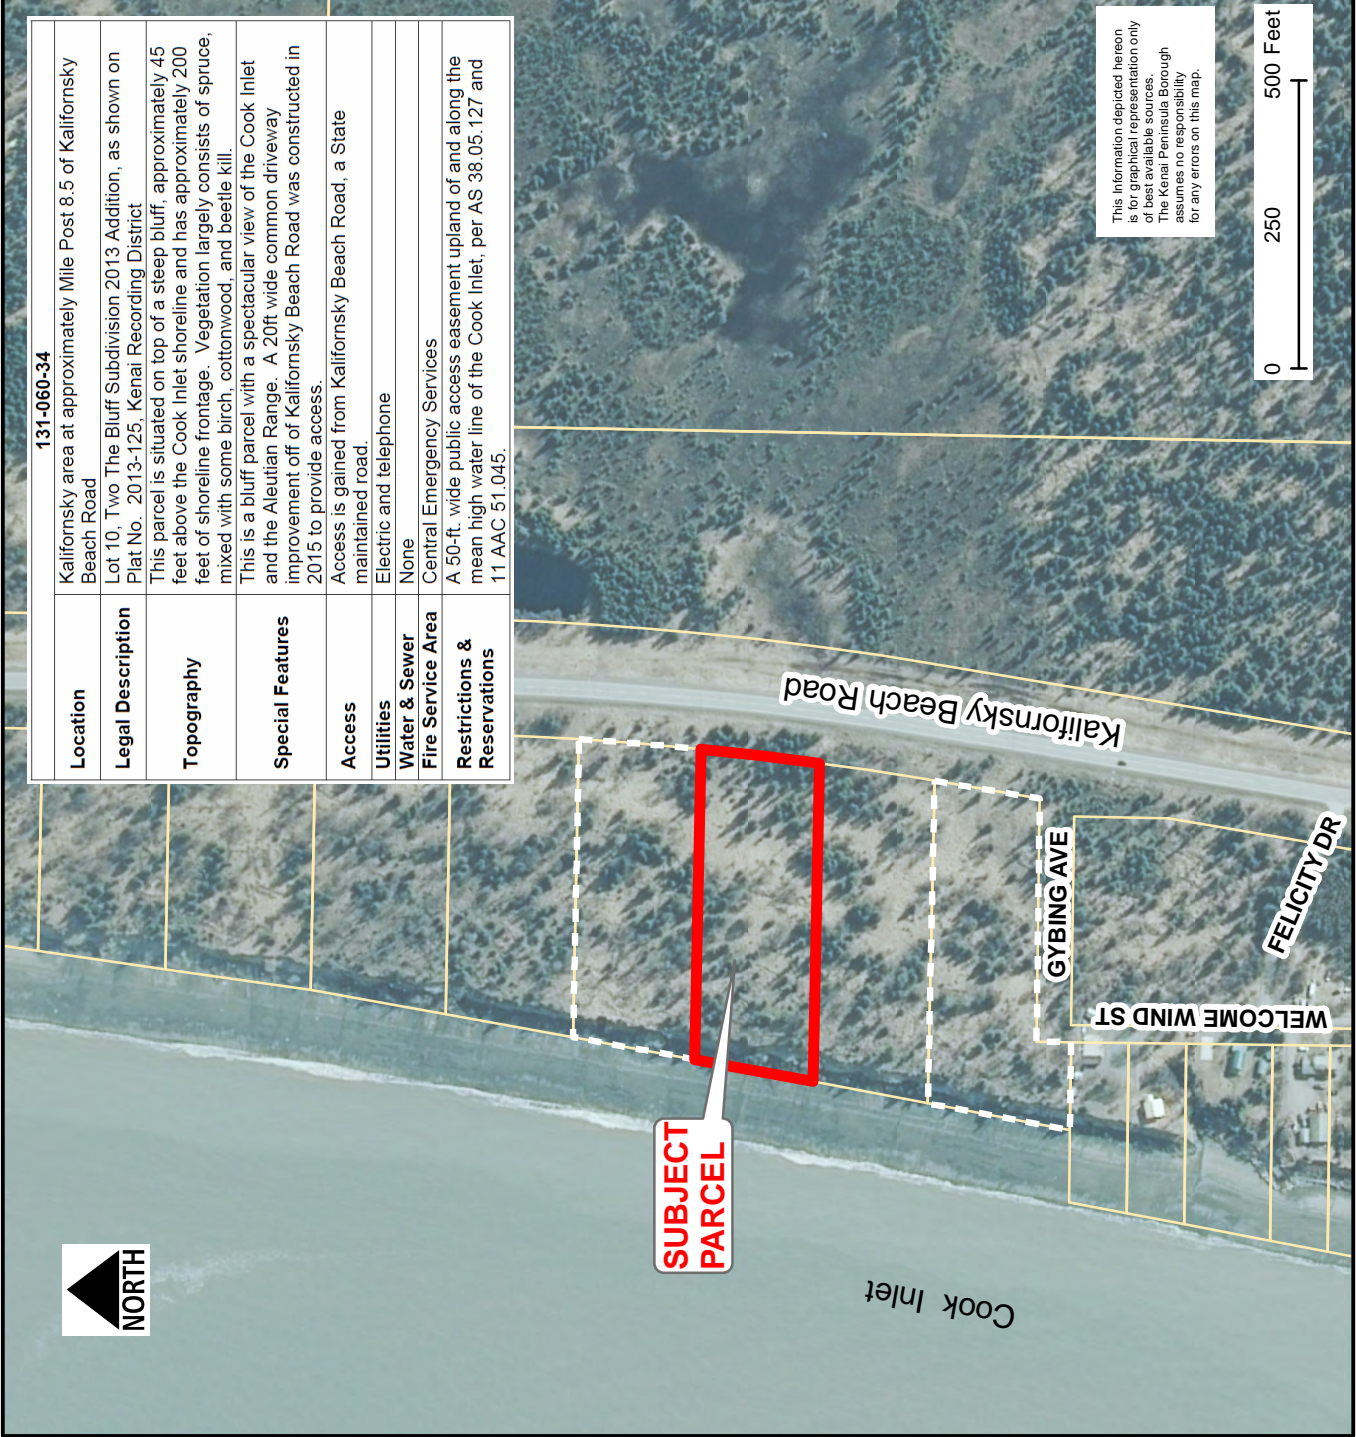 131-060-34
Location
Kalifornsky area at approximately Mile Post 8.5 of Kalifornsky
Beach Road
Legal Description
Lot 10, Two The Bluff Subdivision 2013 Addition, as shown on
Plat No. 2013-125, Kenai Recording District
Topography
This parcel is situated on top of a steep bluff, approximately 45
feet above the Cook Inlet shoreline and has approximately 200
feet of shoreline frontage. Vegetation largely consists of spruce,
mixed with some birch, cottonwood, and beetle kill.
Special Features
This is a bluff parcel with a spectacular view of the Cook Inlet
and the Aleutian Range. A 20ft wide common driveway
improvement off of Kalifornsky Beach Road was constructed in
2015 to provide access.
Access
Access is gained from Kalifornsky Beach Road, a State
maintained road.
Utilities
Electric and telephone
Water & Sewer
None
Fire Service Area
Central Emergency Services
Restrictions &
Reservations
A 50-ft. wide public access easement upland of and along the
mean high water line of the Cook Inlet, per AS 38.05.127 and
11 AAC 51.045.
NORTH
SUBJECT
PARCEL
Cook Inlet
Kalifornsky Beach Road
GYBING AVE
WELCOME WIND ST
FELICITY DR
This Information depicted hereon
is for graphical representation only
of best available sources.
The Kenai Peninsula Borough
assumes no responsibility
for any errors on this map.
0 250 500 Feet